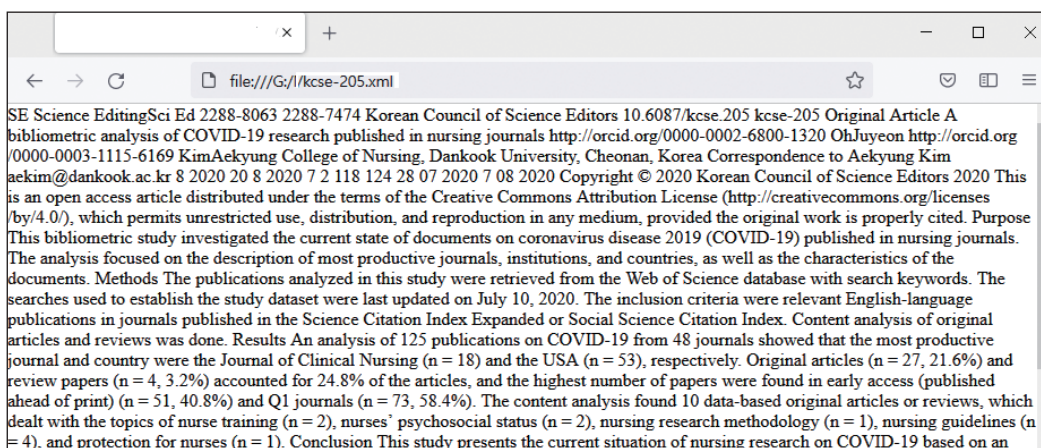 file:///G:/l/kcse-205.xml
SE Science EditingSci Ed 2288-8063 2288-7474 Korean Council of Science Editors 10.6087/kcse.205 kcse-205 Original Article A
bibliometric analysis of COVID-19 research published in nursing journals http://orcid.org/0000-0002-6800-1320 OhJuyeon http://orcid.org
/0000-0003-1115-6169 KimAekyung College of Nursing, Dankook University, Cheonan, Korea Correspondence to Aekyung Kim
aekim@dankook.ac.kr 8 2020 20 8 2020 7 2 118 124 28 07 2020 7 08 2020 Copyright © 2020 Korean Council of Science Editors 2020 This
is an open access article distributed under the terms of the Creative Commons Attribution License (http://creativecommons.org/licenses
/by/4.0/), which permits unrestricted use, distribution, and reproduction in any medium, provided the original work is properly cited. Purpose
This bibliometric study investigated the current state of documents on coronavirus disease 2019 (COVID-19) published in nursing journals.
The analysis focused on the description of most productive journals, institutions, and countries, as well as the characteristics of the
documents. Methods The publications analyzed in this study were retrieved from the Web of Science database with search keywords. The
searches used to establish the study dataset were last updated on July 10, 2020. The inclusion criteria were relevant English-language
publications in journals published in the Science Citation Index Expanded or Social Science Citation Index. Content analysis of original
articles and reviews was done. Results An analysis of 125 publications on COVID-19 from 48 journals showed that the most productive
journal and country were the Journal of Clinical Nursing (n = 18) and the USA (n = 53), respectively. Original articles (n = 27, 21.6%) and
review papers (n = 4, 3.2%) accounted for 24.8% of the articles, and the highest number of papers were found in early access (published
ahead of print) (n = 51, 40.8%) and Q1 journals (n = 73, 58.4%). The content analysis found 10 data-based original articles or reviews, which
dealt with the topics of nurse training (n = 2), nurses' psychosocial status (n = 2), nursing research methodology (n = 1), nursing guidelines (n
= 4), and protection for nurses (n = 1). Conclusion This study presents the current situation of nursing research on COVID-19 based on an